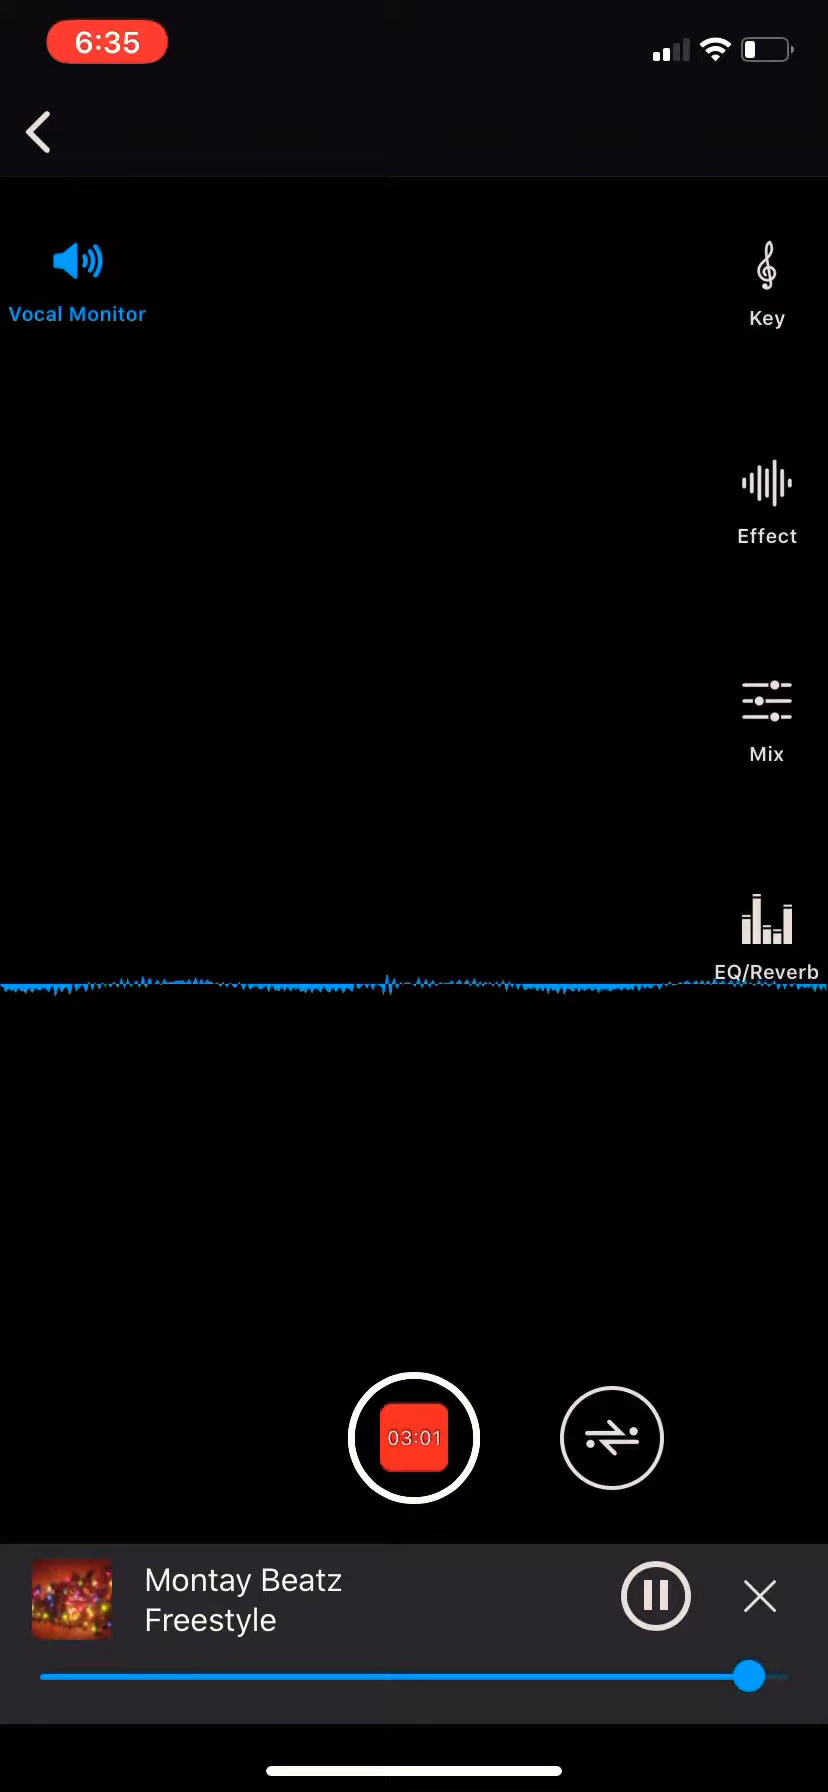 6:35
Vocal Monitor
Key
Effect
Mix
EQ/Reverb
03:01
Montay Beatz
Freestyle